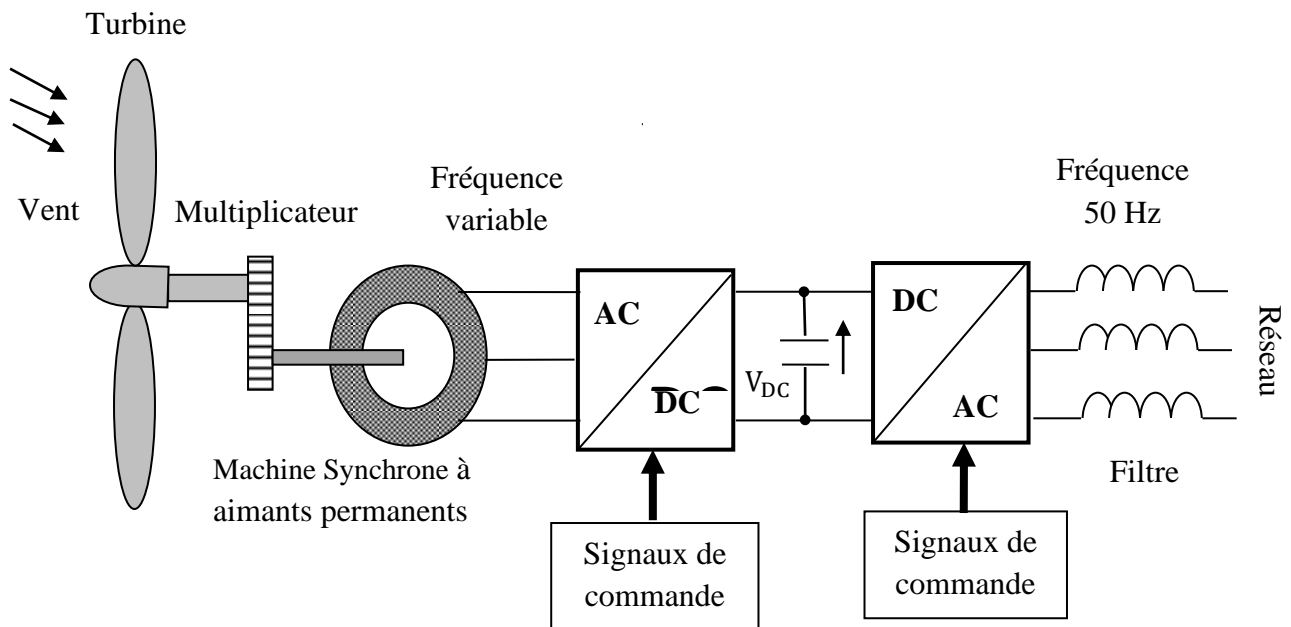 Turbine
Vent
Multiplicateur
Fréquence
variable
Fréquence
50 Hz
AC
DC
V_DC
DC
AC
Réseau
Machine Synchrone à
aimants permanents
Filtre
Signaux de
commande
Signaux de
commande